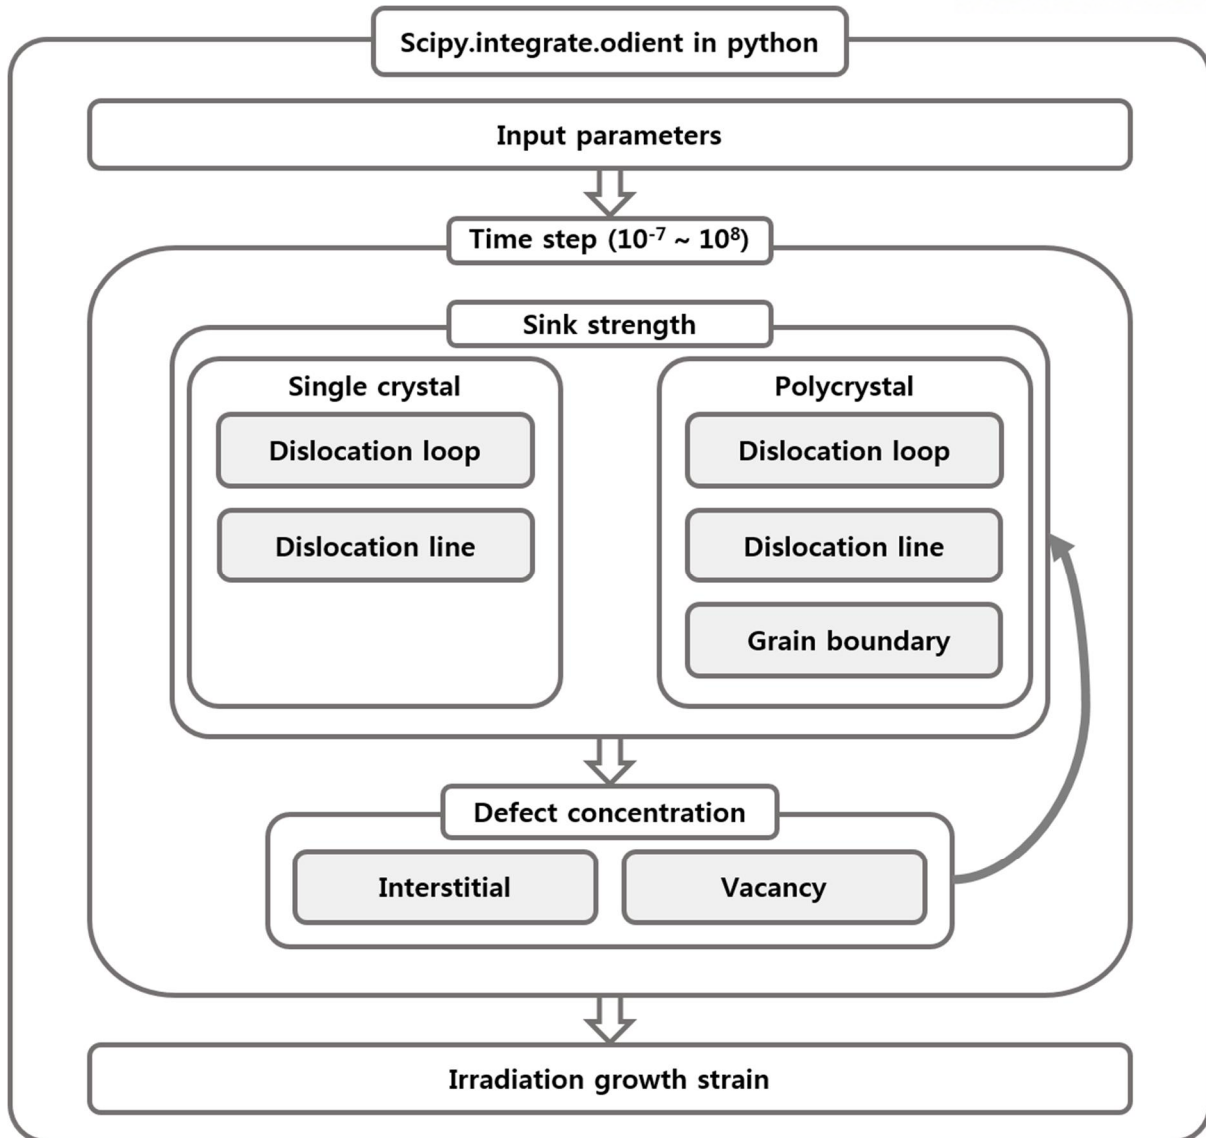 Scipy.integrate.odient in python
Input parameters
Time step (10⁻⁷ ~ 10⁸)
Sink strength
Single crystal
Dislocation loop
Dislocation line
Polycrystal
Dislocation loop
Dislocation line
Grain boundary
Defect concentration
Interstitial
Vacancy
Irradiation growth strain